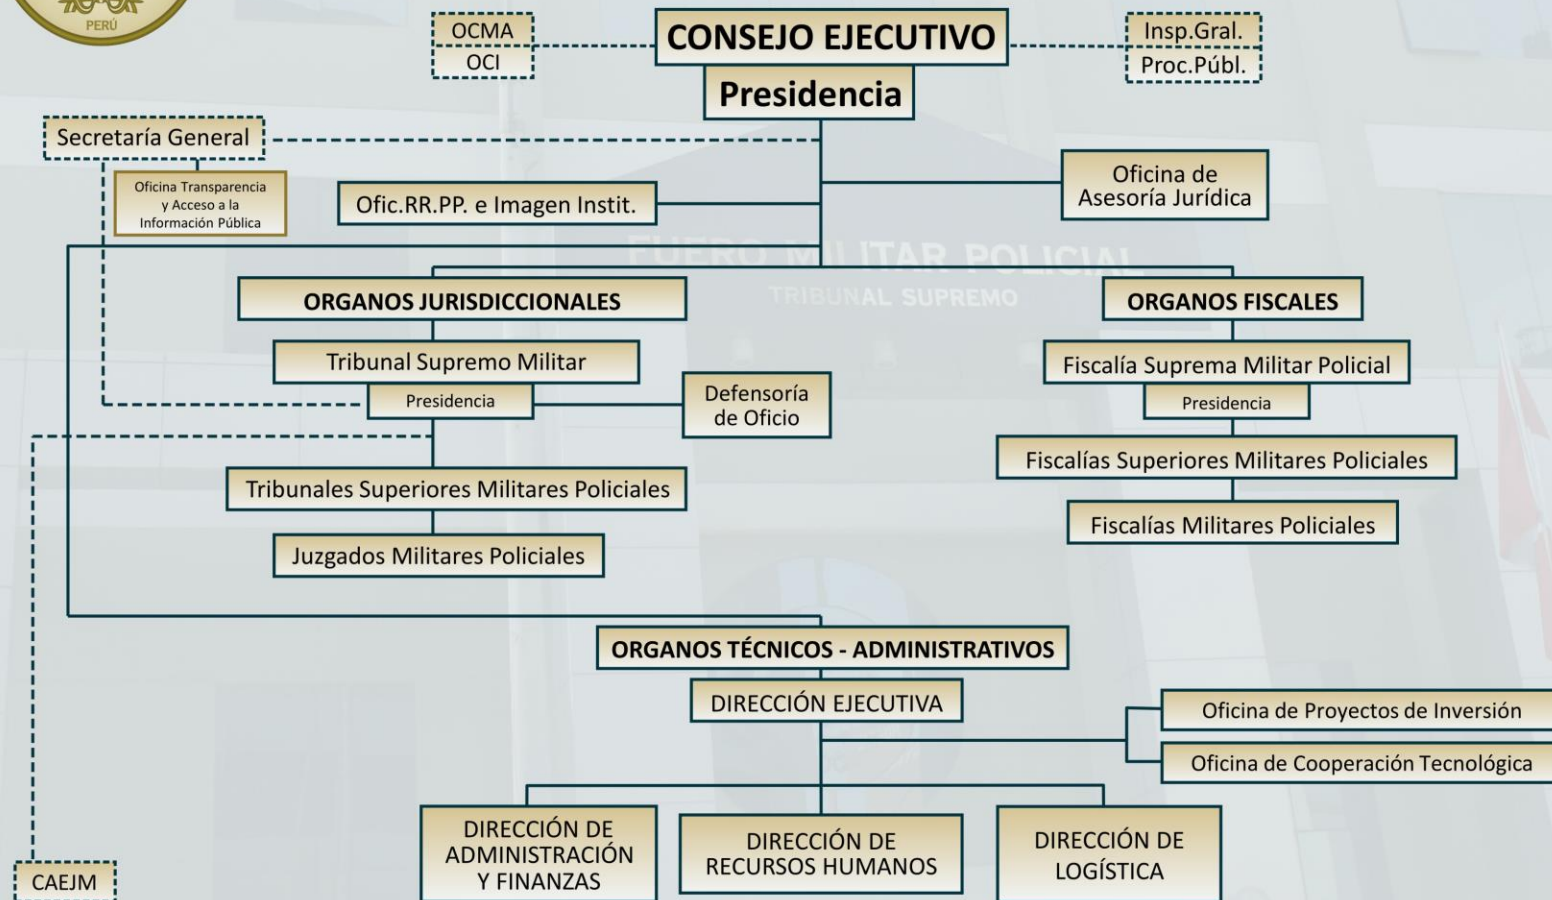 PERÚ
OCMA
OCI
CONSEJO EJECUTIVO
Insp.Gral.
Proc.Públ.
Presidencia
Secretaría General
Oficina Transparencia
y Acceso a la
Información Pública
Ofic.RR.PP. e Imagen Instit.
Oficina de
Asesoría Jurídica
FUERO MILITAR POLICIAL
TRIBUNAL SUPREMO
ORGANOS JURISDICCIONALES
ORGANOS FISCALES
Tribunal Supremo Militar
Presidencia
Defensoría
de Oficio
Fiscalía Suprema Militar Policial
Presidencia
Tribunales Superiores Militares Policiales
Fiscalías Superiores Militares Policiales
Juzgados Militares Policiales
Fiscalías Militares Policiales
ORGANOS TÉCNICOS - ADMINISTRATIVOS
DIRECCIÓN EJECUTIVA
Oficina de Proyectos de Inversión
Oficina de Cooperación Tecnológica
DIRECCIÓN DE
ADMINISTRACIÓN
Y FINANZAS
DIRECCIÓN DE
RECURSOS HUMANOS
DIRECCIÓN DE
LOGÍSTICA
CAEJM